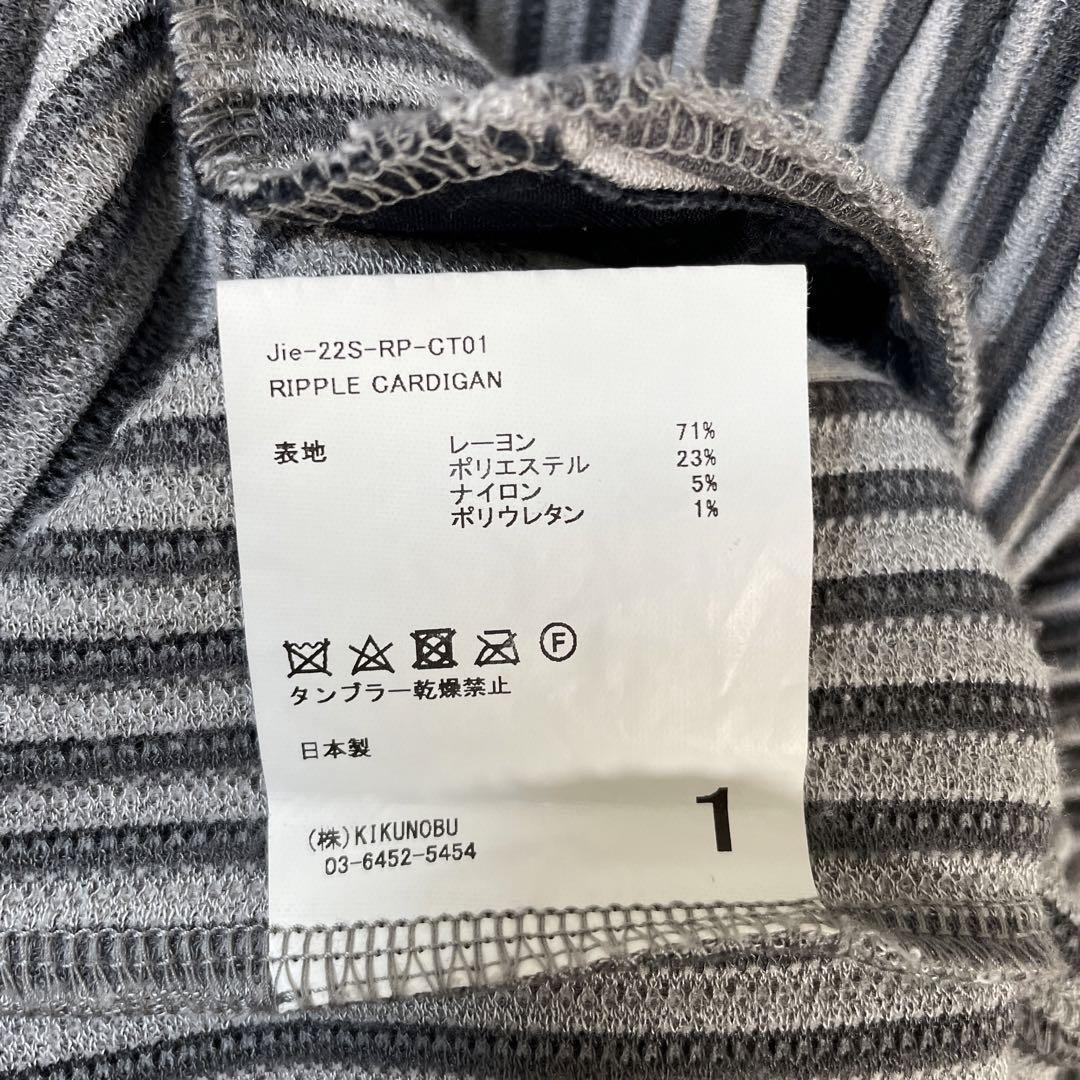 Jie-22S-RP-CT01
RIPPLE CARDIGAN
表地 レーヨン 71%
ポリエステル 23%
ナイロン 5%
ポリウレタン 1%
F
タンブラー乾燥禁止
日本製
(株)KIKUNOBU
03-6452-5454
1